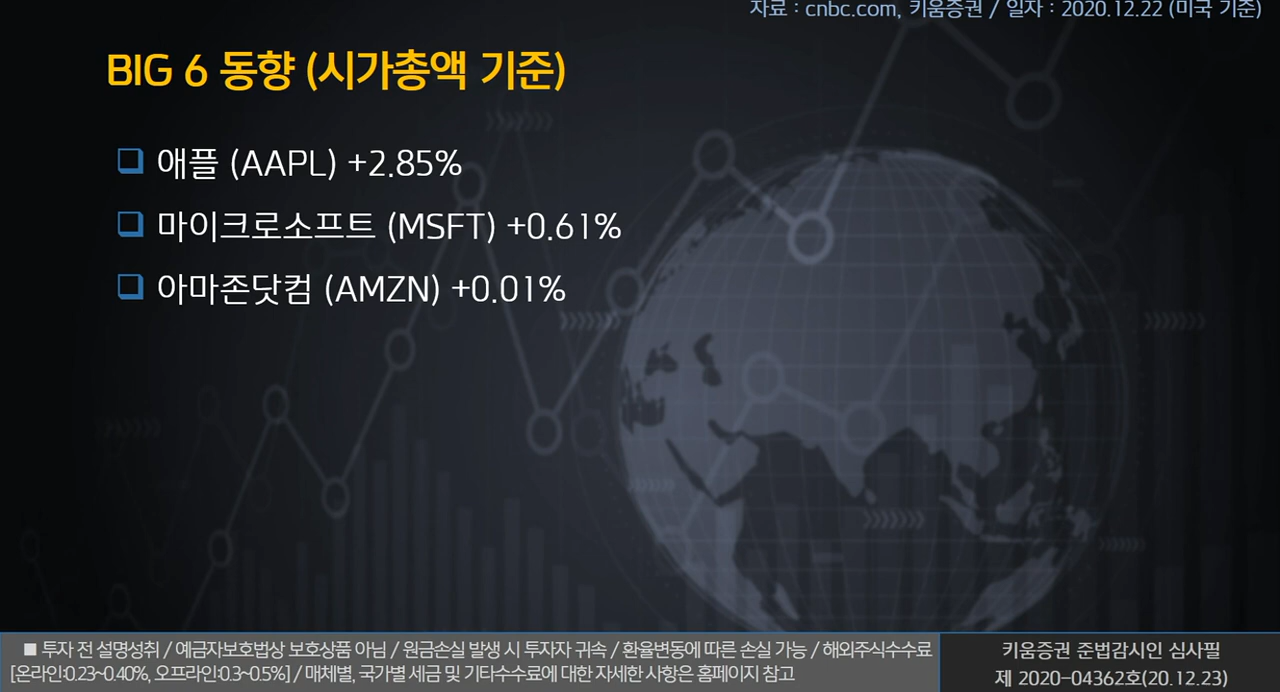 자료 : cnbc.com, 키움증권 / 일자 : 2020.12.22 (미국 기준)
BIG 6 동향 (시가총액 기준)
애플 (AAPL) +2.85%
마이크로소프트 (MSFT) +0.61%
아마존닷컴 (AMZN) +0.01%
■ 투자 전 설명청취 / 예금자보호법상 보호상품 아님 / 원금손실 발생 시 투자자 귀속 / 환율변동에 따른 손실 가능 / 해외주식수수료
[온라인:0.23~0.40%, 오프라인:0.3~0.5%] / 매체별, 국가별 세금 및 기타수수료에 대한 자세한 사항은 홈페이지 참고
키움증권 준법감시인 심사필
제 2020-04362호(20.12.23)